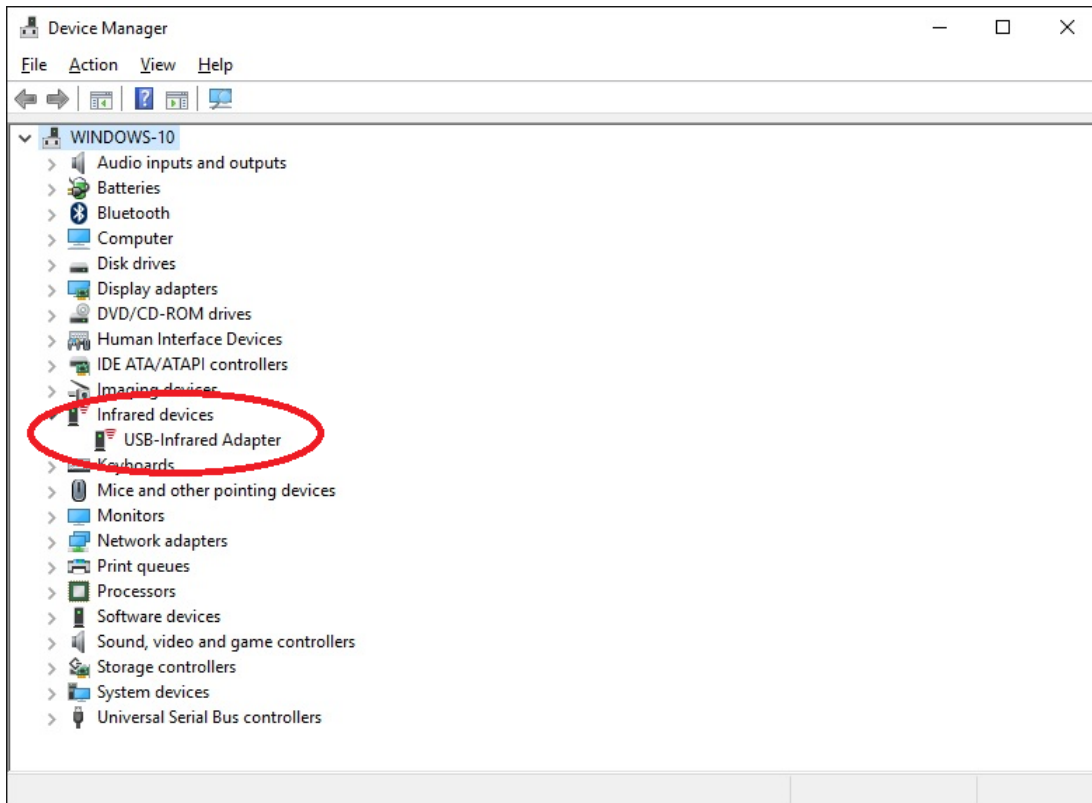 Device Manager
File Action View Help
WINDOWS-10
Audio inputs and outputs
Batteries
Bluetooth
Computer
Disk drives
Display adapters
DVD/CD-ROM drives
Human Interface Devices
IDE ATA/ATAPI controllers
Imaging devices
Infrared devices
USB-Infrared Adapter
Keyboards
Mice and other pointing devices
Monitors
Network adapters
Print queues
Processors
Software devices
Sound, video and game controllers
Storage controllers
System devices
Universal Serial Bus controllers